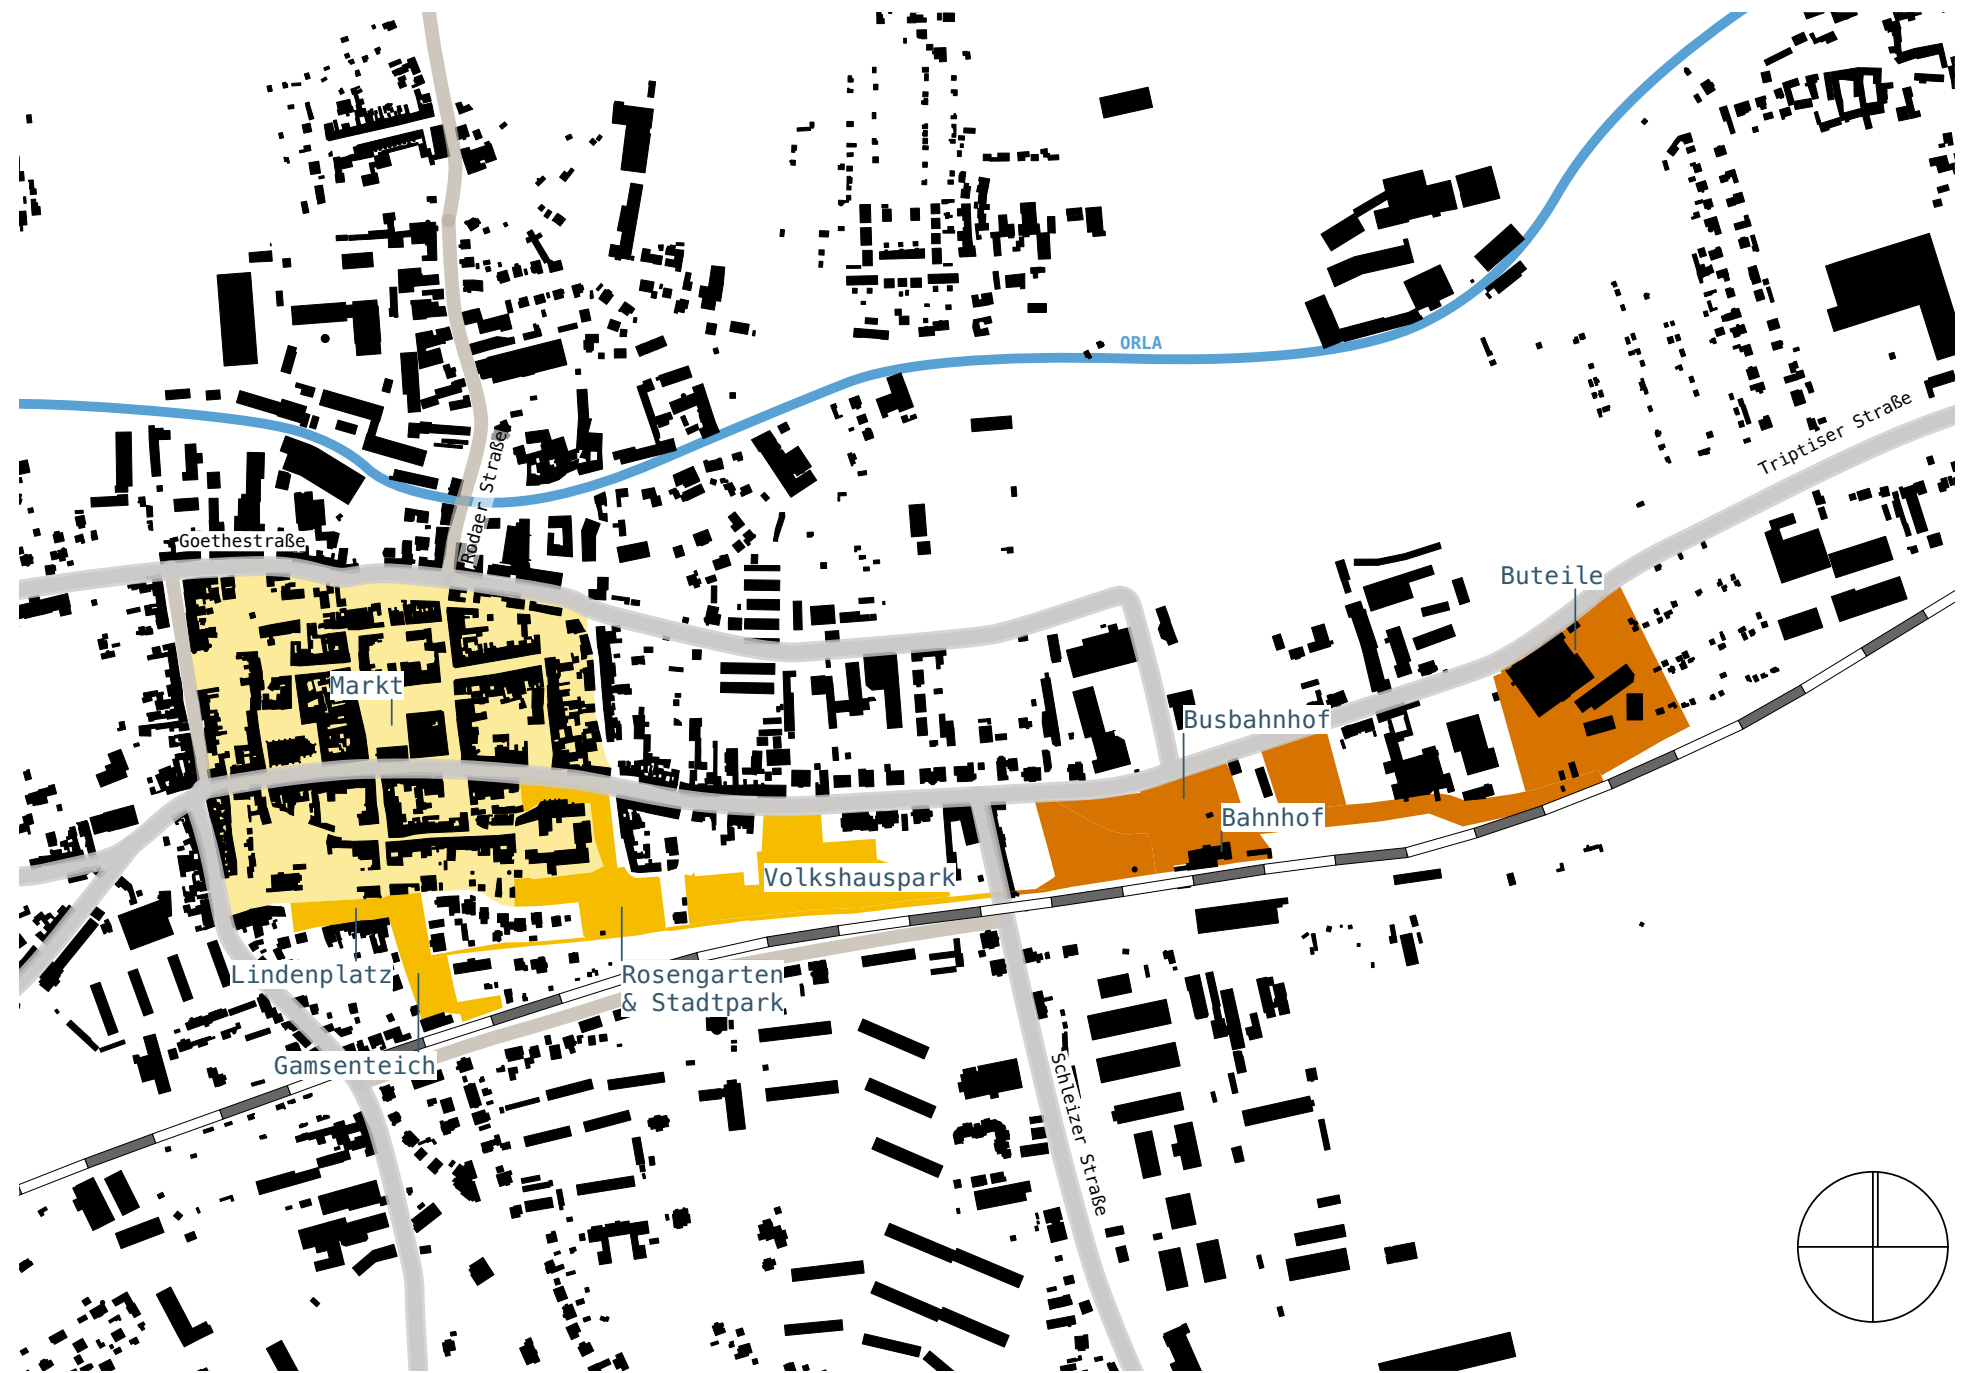 ORLA
Triptiser Straße
Rodaer Straße
Goethestraße
Buteile
Markt
Busbahnhof
Bahnhof
Volkshauspark
Lindenplatz
Rosengarten
& Stadtpark
Gamsenteich
Schleizer Straße